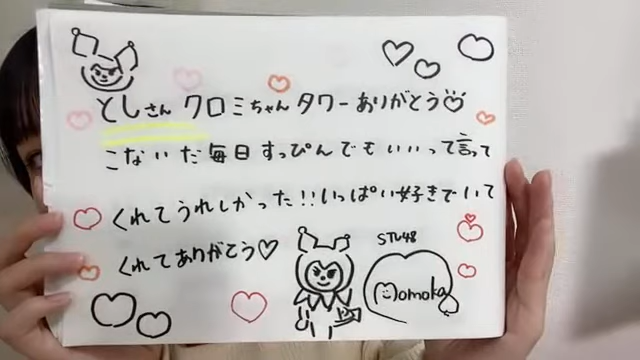 としさん クロミちゃんタワーありがとう♡
こないだ毎日すっぴんでもいいって言って
くれてうれしかった!!いっぱい好きでいて
くれてありがとう♡
STU48
Momoka